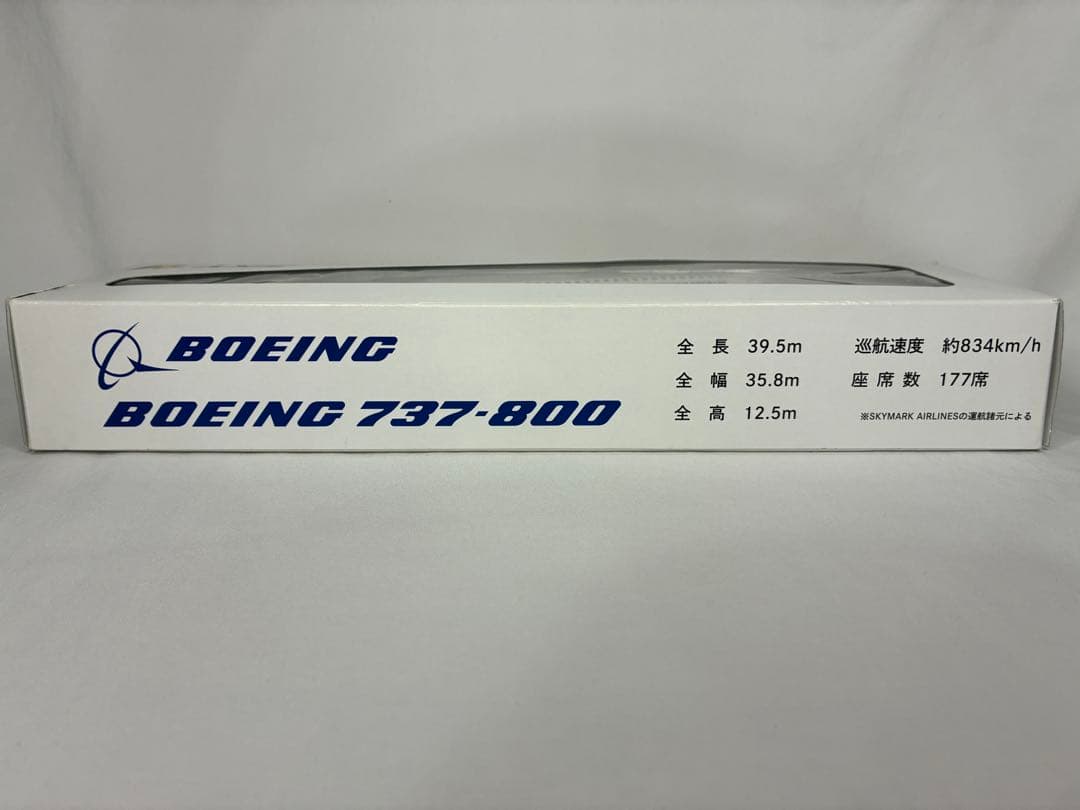 BOEING
BOEING 737-800
全長 39.5m
全幅 35.8m
全高 12.5m
巡航速度 約834km/h
座席数 177席
※SKYMARK AIRLINESの運航諸元による